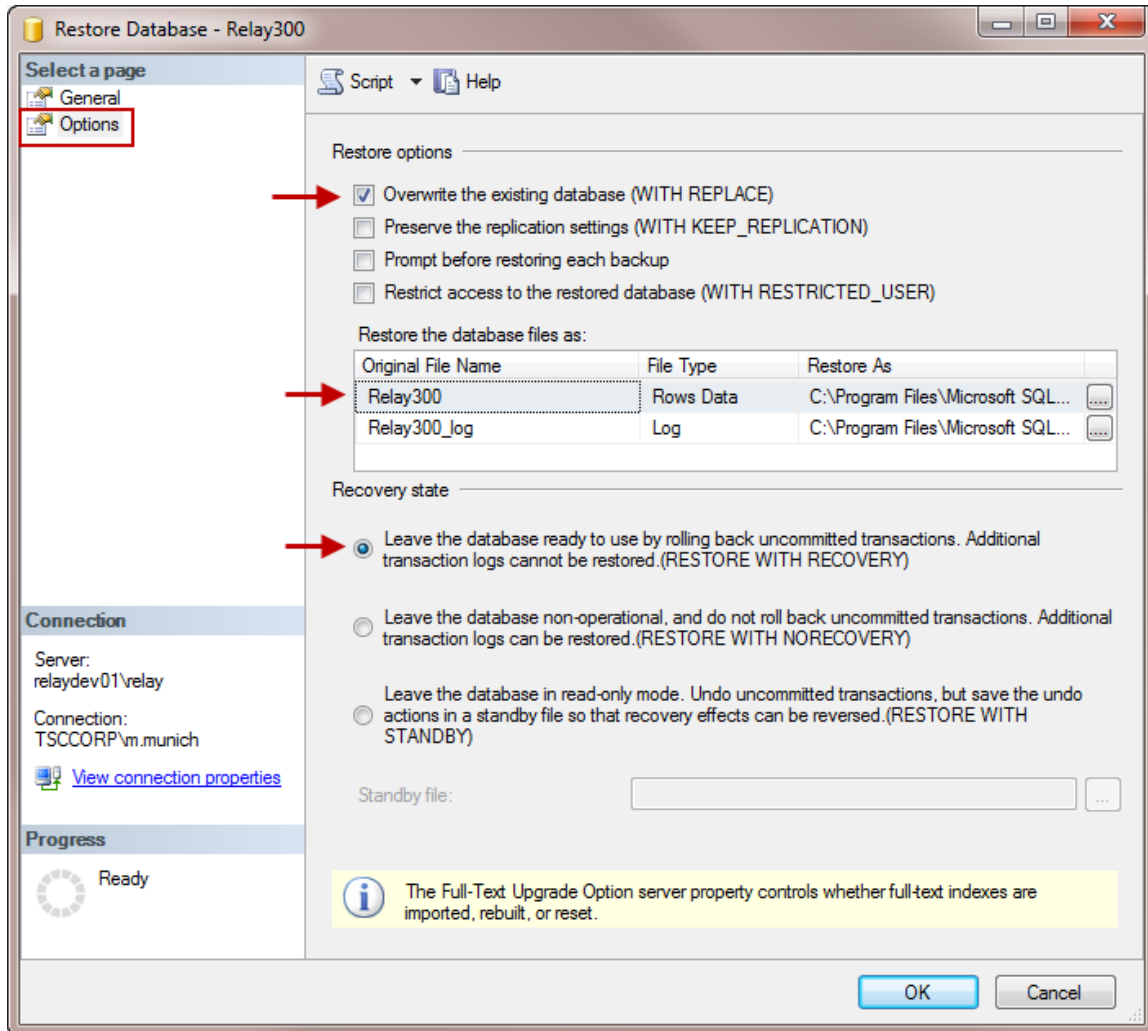 Restore Database - Relay300
Select a page
General
Options
Script
Help
Restore options
Overwrite the existing database (WITH REPLACE)
Preserve the replication settings (WITH KEEP_REPLICATION)
Prompt before restoring each backup
Restrict access to the restored database (WITH RESTRICTED_USER)
Restore the database files as:
Original File Name File Type Restore As
Relay300 Rows Data C:\Program Files\Microsoft SQL... ....
Relay300_log Log C:\Program Files\Microsoft SQL... ....
Recovery state
Leave the database ready to use by rolling back uncommitted transactions. Additional
transaction logs cannot be restored.(RESTORE WITH RECOVERY)
Leave the database non-operational, and do not roll back uncommitted transactions. Additional
transaction logs can be restored.(RESTORE WITH NORECOVERY)
Leave the database in read-only mode. Undo uncommitted transactions, but save the undo
actions in a standby file so that recovery effects can be reversed.(RESTORE WITH
STANDBY)
Standby file: ...
Connection
Server:
relaydev01\relay
Connection:
TSCCORP\m.munich
View connection properties
Progress
Ready
The Full-Text Upgrade Option server property controls whether full-text indexes are
imported, rebuilt, or reset.
OK Cancel